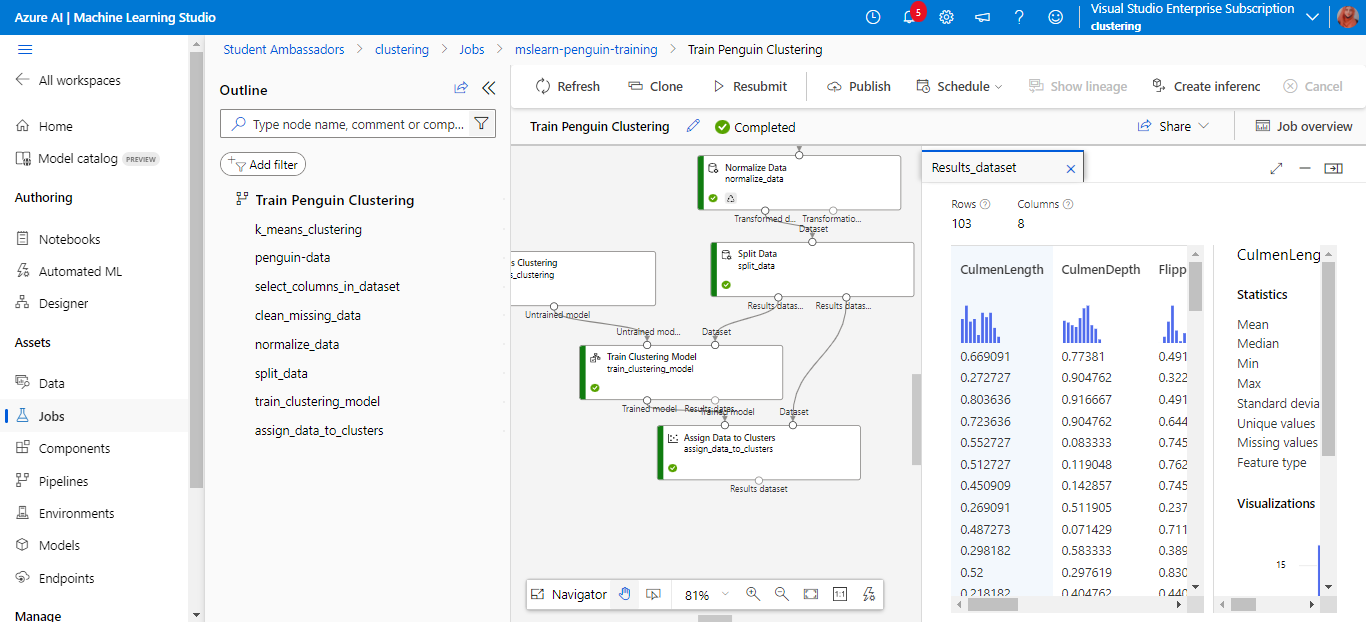 Azure AI | Machine Learning Studio
5
Visual Studio Enterprise Subscription
clustering
All workspaces
Home
Model catalog PREVIEW
Authoring
Notebooks
Automated ML
Designer
Assets
Data
Jobs
Components
Pipelines
Environments
Models
Endpoints
Manage
Student Ambassadors > clustering > Jobs > mslearn-penguin-training > Train Penguin Clustering
Outline
Type node name, comment or comp...
Add filter
Train Penguin Clustering
k_means_clustering
penguin-data
select_columns_in_dataset
clean_missing_data
normalize_data
split_data
train_clustering_model
assign_data_to_clusters
Refresh Clone Resubmit Publish Schedule Show lineage Create inferenc Cancel
Train Penguin Clustering Completed Share Job overview
Normalize Data
normalize_data
Transformed d... Transformatio...
Dataset
Split Data
split_data
Results datas... Results datas...
s Clustering
s_clustering
Untrained model
Untrained mod... Dataset
Train Clustering Model
train_clustering_model
Trained model Results datas...
Trained model Dataset
Assign Data to Clusters
assign_data_to_clusters
Results dataset
Navigator 81% 1:1
Results_dataset
Rows Columns
103 8
CulmenLength CulmenDepth Flipp
0.669091 0.77381 0.491
0.272727 0.904762 0.322
0.803636 0.916667 0.491
0.723636 0.904762 0.644
0.552727 0.083333 0.745
0.512727 0.119048 0.762
0.450909 0.142857 0.745
0.269091 0.511905 0.237
0.487273 0.071429 0.711
0.298182 0.583333 0.389
0.52 0.297619 0.830
0.218182 0.404762 0.440
CulmenLeng
Statistics
Mean
Median
Min
Max
Standard devia
Unique values
Missing values
Feature type
Visualizations
15